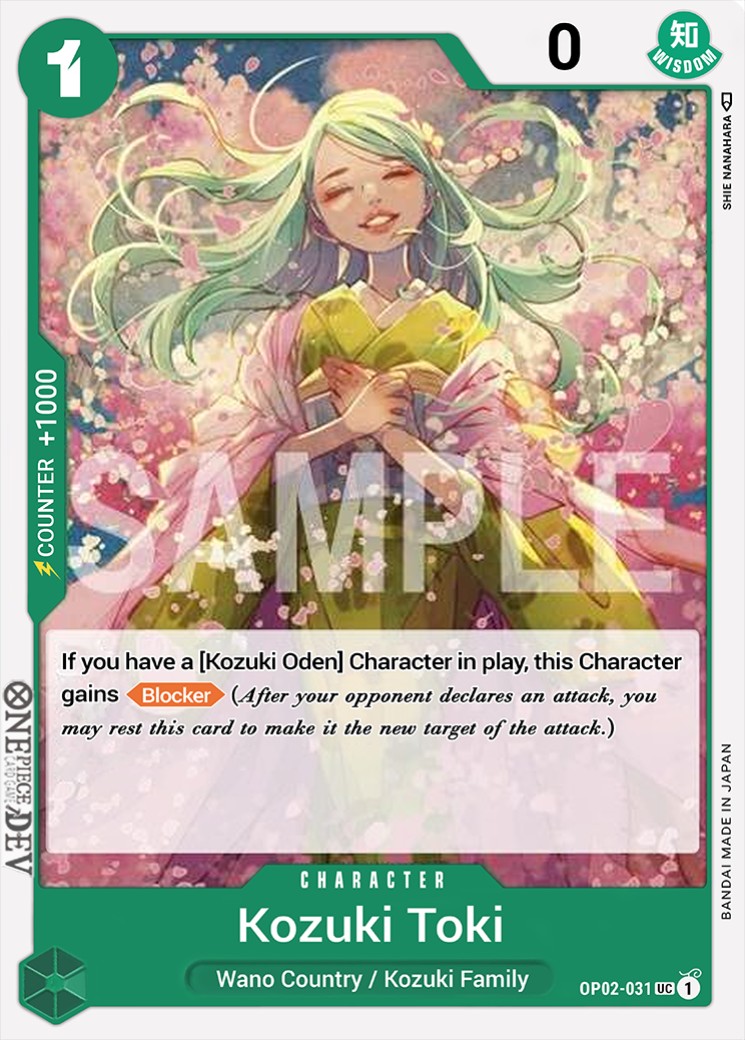 1
0
知
WISDOM
SHIE NANAHARA
COUNTER +1000
SAMPLE
If you have a [Kozuki Oden] Character in play, this Character
gains Blocker (After your opponent declares an attack, you
may rest this card to make it the new target of the attack.)
ONE PIECE
CARD GAME
DEV
BANDAI MADE IN JAPAN
CHARACTER
Kozuki Toki
Wano Country / Kozuki Family
OP02-031 UC 1